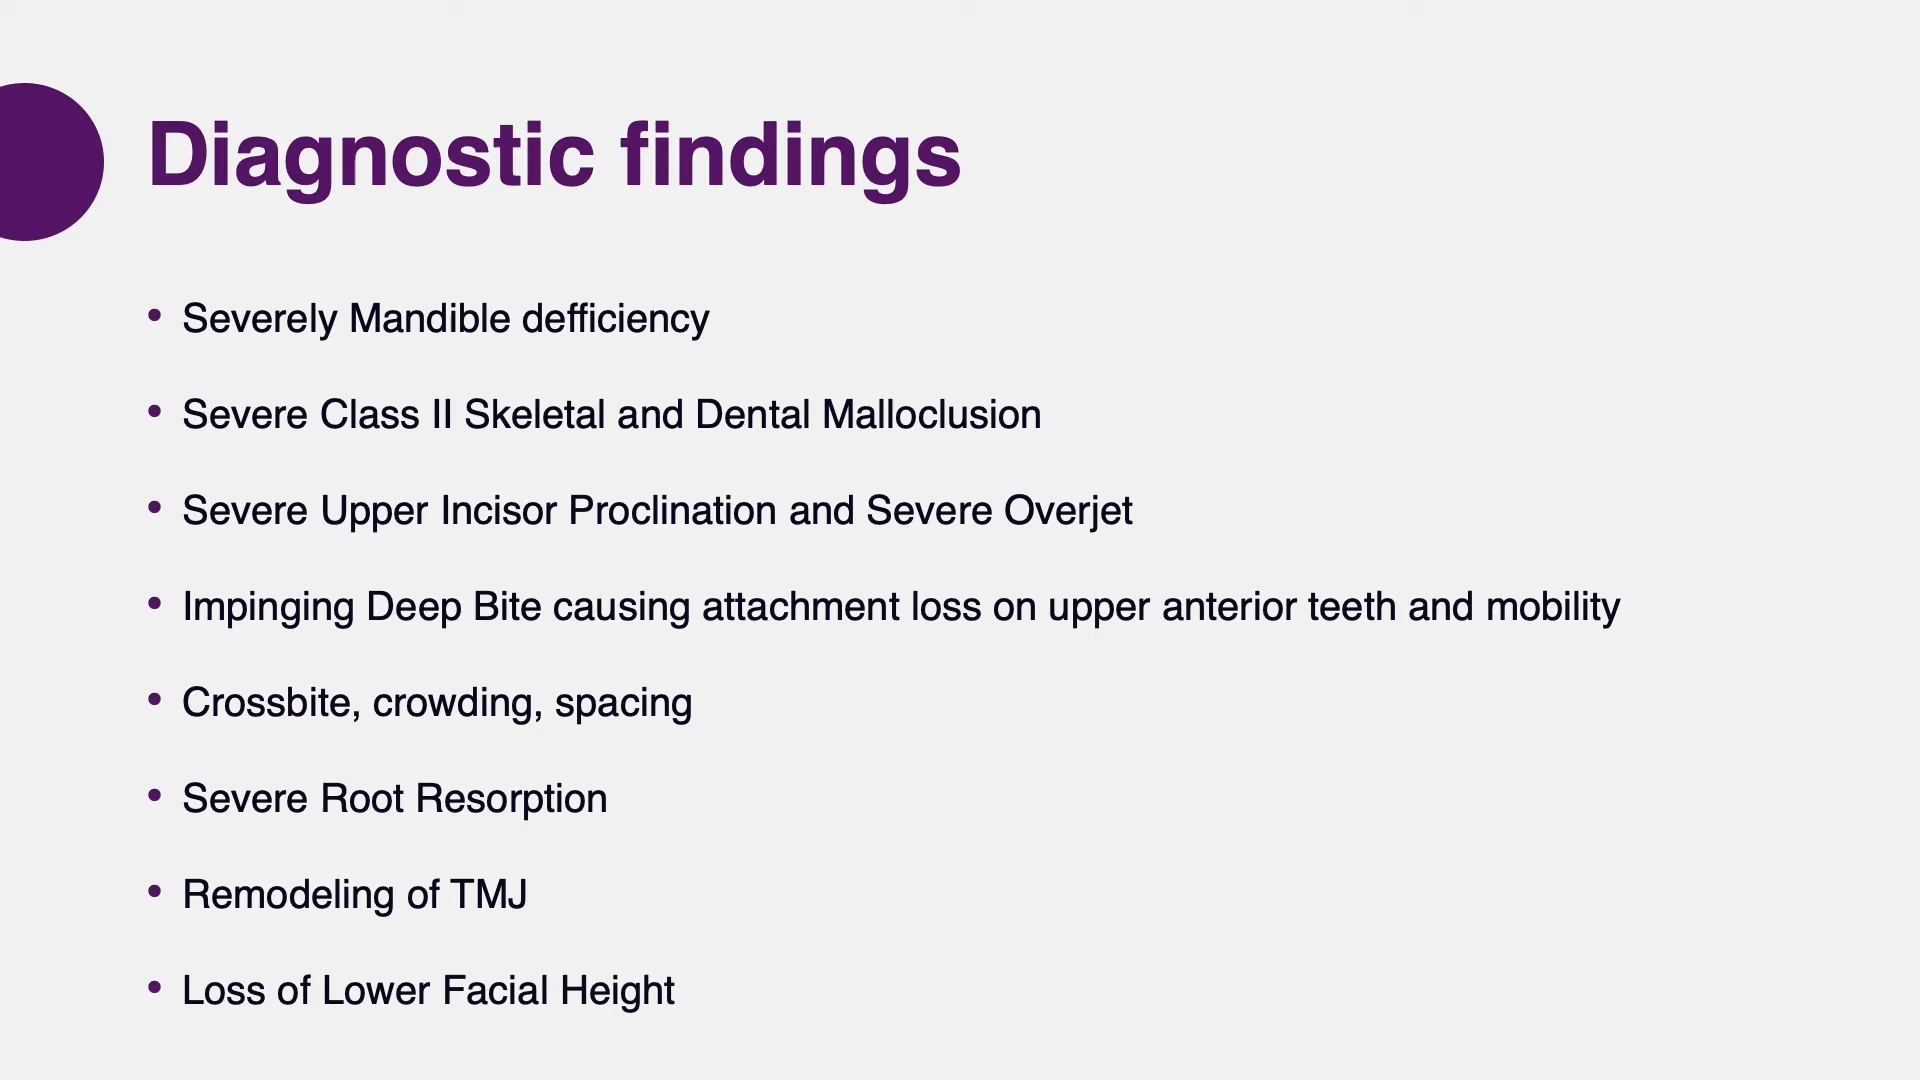 Diagnostic findings
• Severely Mandible defficiency
• Severe Class II Skeletal and Dental Malloclusion
• Severe Upper Incisor Proclination and Severe Overjet
• Impinging Deep Bite causing attachment loss on upper anterior teeth and mobility
• Crossbite, crowding, spacing
• Severe Root Resorption
• Remodeling of TMJ
• Loss of Lower Facial Height